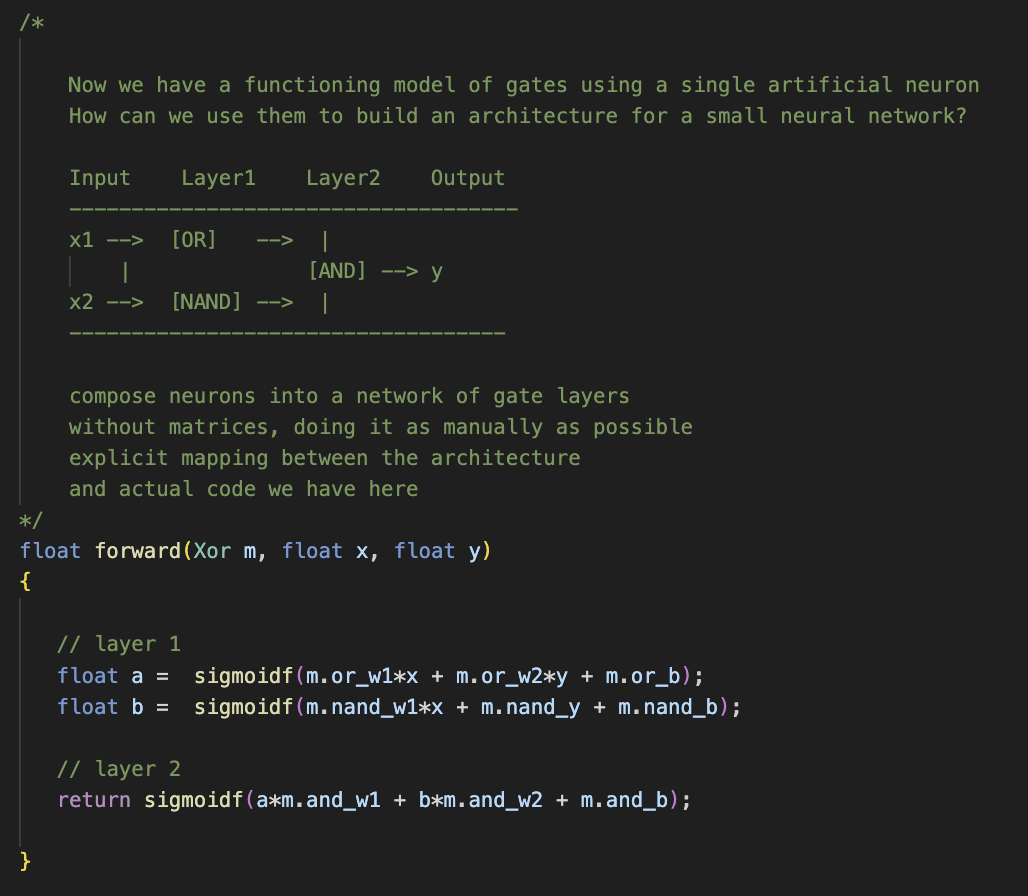 /*
Now we have a functioning model of gates using a single artificial neuron
How can we use them to build an architecture for a small neural network?
Input    Layer1    Layer2    Output
------------------------------------
x1 -->  [OR]   -->  |
    |              [AND] --> y
x2 -->  [NAND] -->  |
-----------------------------------
compose neurons into a network of gate layers
without matrices, doing it as manually as possible
explicit mapping between the architecture
and actual code we have here
*/
float forward(Xor m, float x, float y)
{
// layer 1
float a =  sigmoidf(m.or_w1*x + m.or_w2*y + m.or_b);
float b =  sigmoidf(m.nand_w1*x + m.nand_y + m.nand_b);
// layer 2
return sigmoidf(a*m.and_w1 + b*m.and_w2 + m.and_b);
}